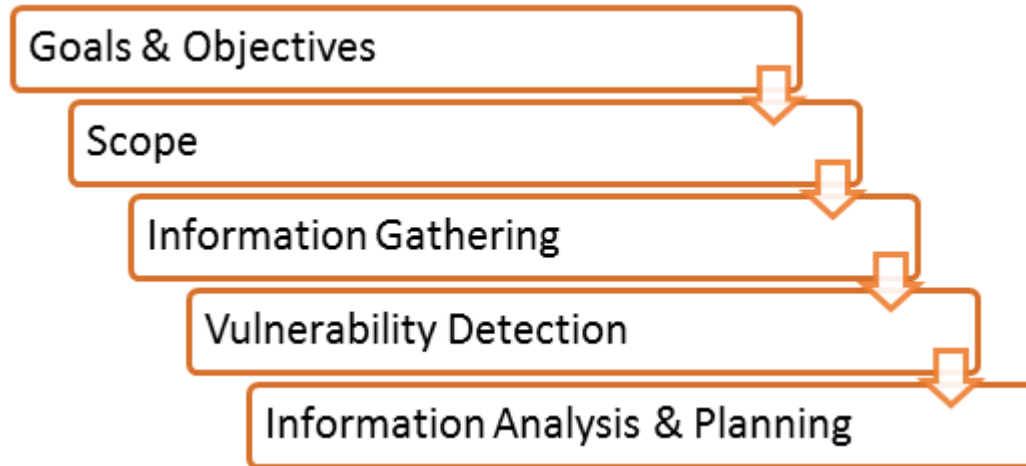 Goals & Objectives
Scope
Information Gathering
Vulnerability Detection
Information Analysis & Planning